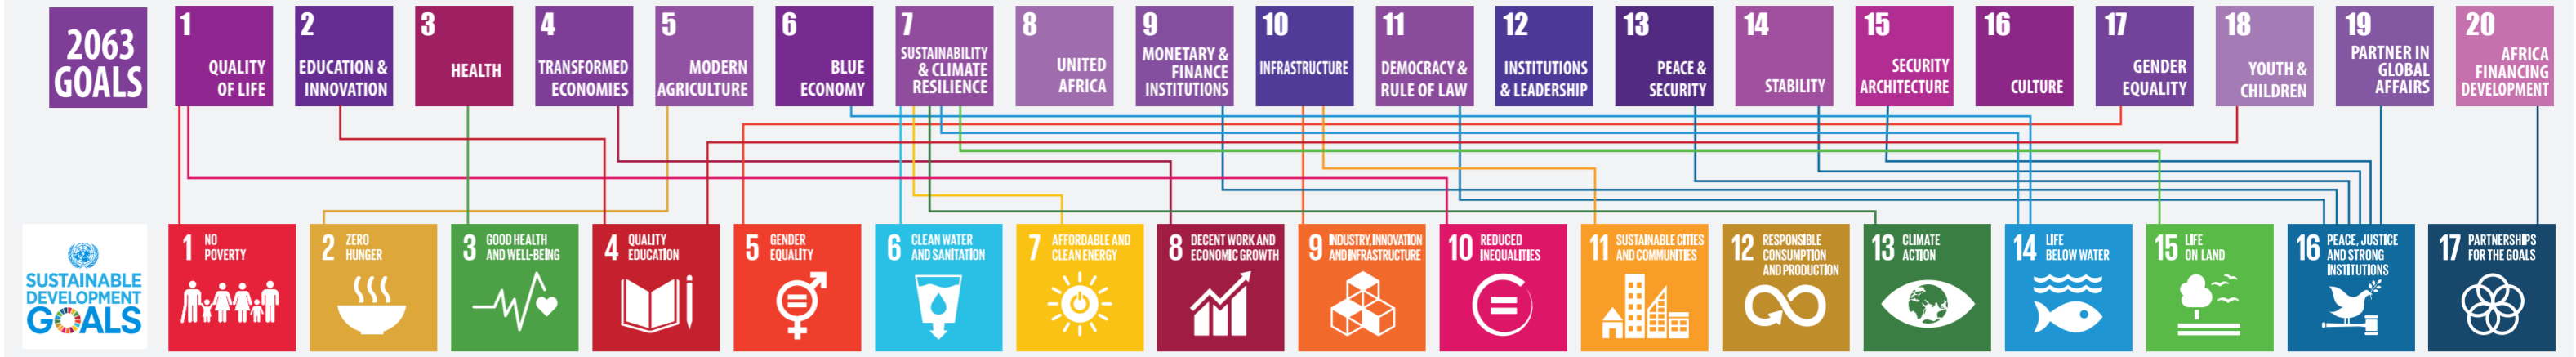 2063
GOALS
1
QUALITY
OF LIFE
2
EDUCATION &
INNOVATION
3
HEALTH
4
TRANSFORMED
ECONOMIES
5
MODERN
AGRICULTURE
6
BLUE
ECONOMY
7
SUSTAINABILITY
& CLIMATE
RESILIENCE
8
UNITED
AFRICA
9
MONETARY &
FINANCE
INSTITUTIONS
10
INFRASTRUCTURE
11
DEMOCRACY &
RULE OF LAW
12
INSTITUTIONS
& LEADERSHIP
13
PEACE &
SECURITY
14
STABILITY
15
SECURITY
ARCHITECTURE
16
CULTURE
17
GENDER
EQUALITY
18
YOUTH &
CHILDREN
19
PARTNER IN
GLOBAL
AFFAIRS
20
AFRICA
FINANCING
DEVELOPMENT
SUSTAINABLE
DEVELOPMENT
GOALS
1 NO
POVERTY
2 ZERO
HUNGER
3 GOOD HEALTH
AND WELL-BEING
4 QUALITY
EDUCATION
5 GENDER
EQUALITY
6 CLEAN WATER
AND SANITATION
7 AFFORDABLE AND
CLEAN ENERGY
8 DECENT WORK AND
ECONOMIC GROWTH
9 INDUSTRY, INNOVATION
AND INFRASTRUCTURE
10 REDUCED
INEQUALITIES
11 SUSTAINABLE CITIES
AND COMMUNITIES
12 RESPONSIBLE
CONSUMPTION
AND PRODUCTION
13 CLIMATE
ACTION
14 LIFE
BELOW WATER
15 LIFE
ON LAND
16 PEACE, JUSTICE
AND STRONG
INSTITUTIONS
17 PARTNERSHIPS
FOR THE GOALS